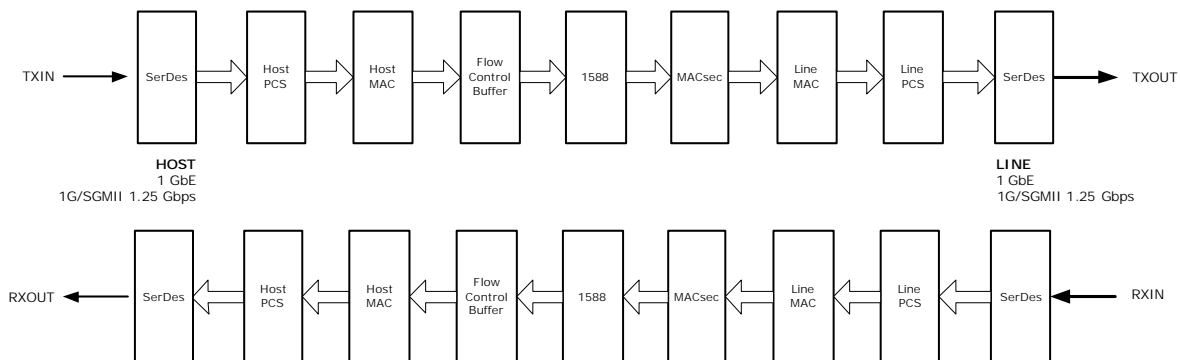 TXIN
SerDes
Host
PCS
Host
MAC
Flow
Control
Buffer
1588
MACsec
Line
MAC
Line
PCS
SerDes
TXOUT
HOST
1 GbE
1G/SGMII 1.25 Gbps
LINE
1 GbE
1G/SGMII 1.25 Gbps
RXOUT
SerDes
Host
PCS
Host
MAC
Flow
Control
Buffer
1588
MACsec
Line
MAC
Line
PCS
SerDes
RXIN